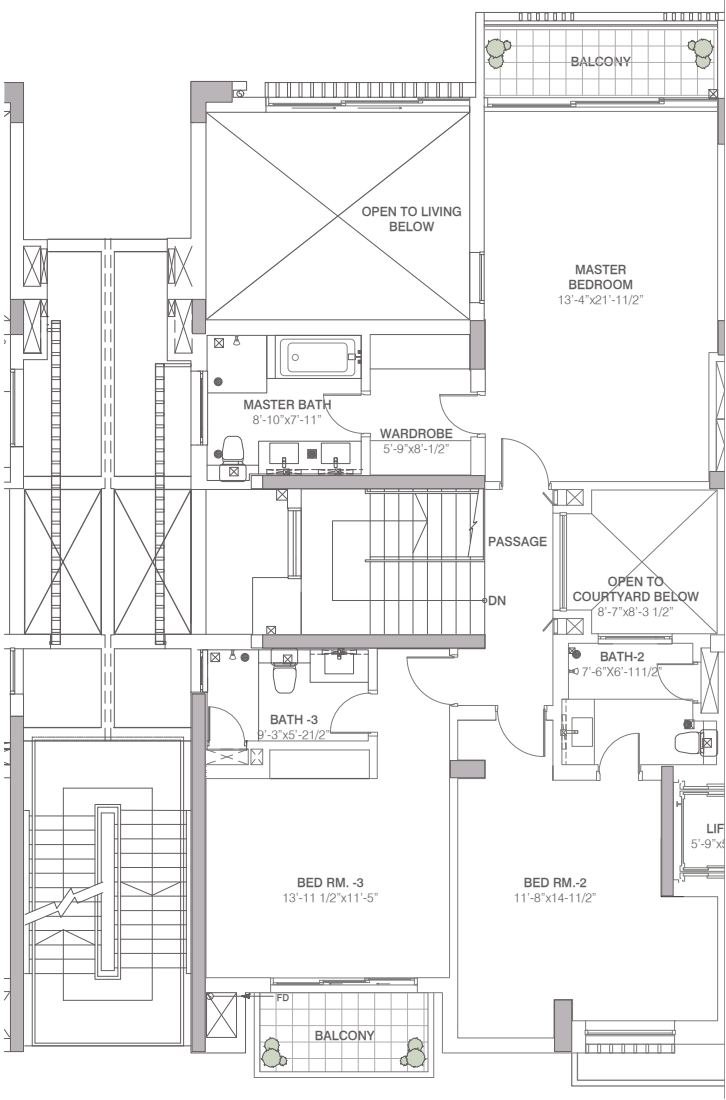 BALCONY
OPEN TO LIVING
BELOW
MASTER
BEDROOM
13'-4"x21'-11/2"
MASTER BATH
8'-10"x7'-11"
WARDROBE
5'-9"x8'-1/2"
PASSAGE
DN
OPEN TO
COURTYARD BELOW
8'-7"x8'-3 1/2"
BATH-2
7'-6"X6'-111/2"
BATH -3
9'-3"x5'-21/2"
LIF
5'-9"x
BED RM. -3
13'-11 1/2"x11'-5"
BED RM.-2
11'-8"x14-11/2"
FD
BALCONY